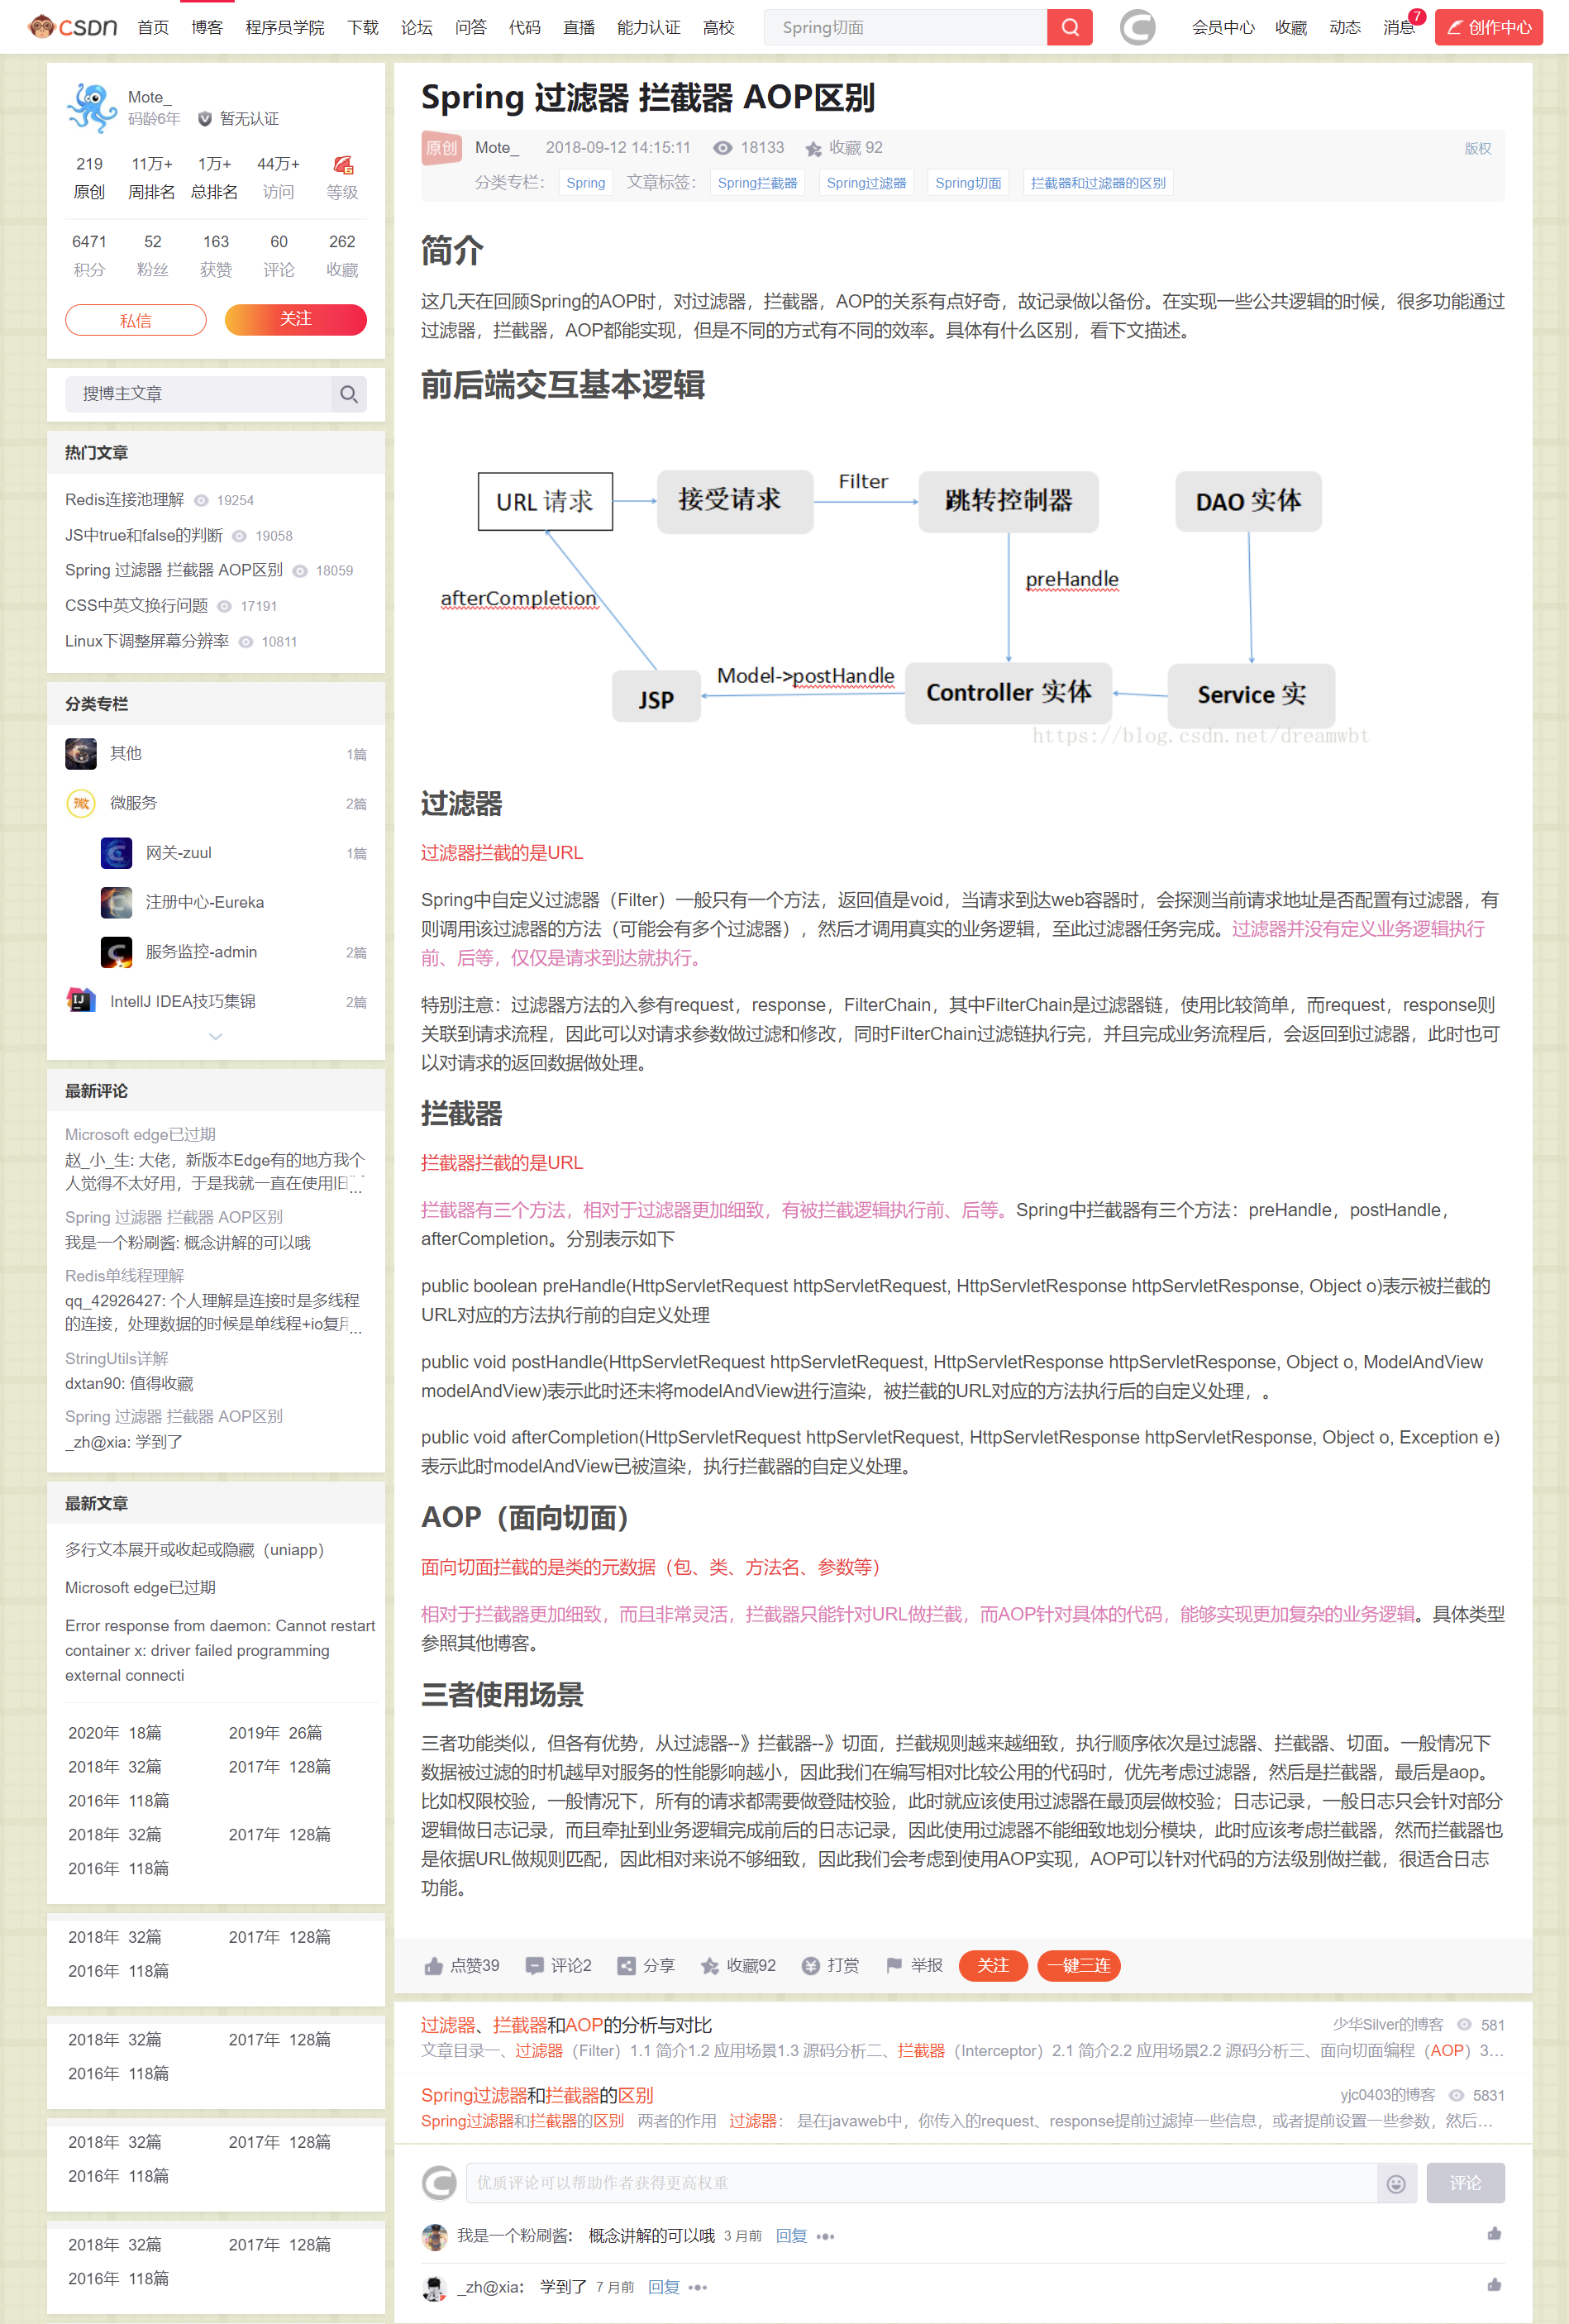 CSDN 首页 博客 程序员学院 下载 论坛 问答 代码 直播 能力认证 高校 Spring切面 会员中心 收藏 动态 消息 7 创作中心
Mote_
码龄6年 暂无认证
219 11万+ 1万+ 44万+
原创 周排名 总排名 访问 等级
6471 52 163 60 262
积分 粉丝 获赞 评论 收藏
私信 关注
搜博主文章
热门文章
Redis连接池理解 19254
JS中true和false的判断 19058
Spring 过滤器 拦截器 AOP区别 18059
CSS中英文换行问题 17191
Linux下调整屏幕分辨率 10811
分类专栏
其他 1篇
微服务 2篇
网关-zuul 1篇
注册中心-Eureka
服务监控-admin 2篇
IntellJ IDEA技巧集锦 2篇
最新评论
Microsoft edge已过期
赵_小_生: 大佬，新版本Edge有的地方我个
人觉得不太好用，于是我就一直在使用旧...
Spring 过滤器 拦截器 AOP区别
我是一个粉刷酱: 概念讲解的可以哦
Redis单线程理解
qq_42926427: 个人理解是连接时是多线程
的连接，处理数据的时候是单线程+io复用...
StringUtils详解
dxtan90: 值得收藏
Spring 过滤器 拦截器 AOP区别
_zh@xia: 学到了
最新文章
多行文本展开或收起或隐藏（uniapp）
Microsoft edge已过期
Error response from daemon: Cannot restart
container x: driver failed programming
external connecti
2020年 18篇 2019年 26篇
2018年 32篇 2017年 128篇
2016年 118篇
2018年 32篇 2017年 128篇
2016年 118篇
2018年 32篇 2017年 128篇
2016年 118篇
2018年 32篇 2017年 128篇
2016年 118篇
2018年 32篇 2017年 128篇
2016年 118篇
2018年 32篇 2017年 128篇
2016年 118篇
Spring 过滤器 拦截器 AOP区别
原创 Mote_ 2018-09-12 14:15:11 18133 收藏 92 版权
分类专栏： Spring 文章标签： Spring拦截器 Spring过滤器 Spring切面 拦截器和过滤器的区别
简介
这几天在回顾Spring的AOP时，对过滤器，拦截器，AOP的关系有点好奇，故记录做以备份。在实现一些公共逻辑的时候，很多功能通过
过滤器，拦截器，AOP都能实现，但是不同的方式有不同的效率。具体有什么区别，看下文描述。
前后端交互基本逻辑
URL 请求 接受请求 Filter 跳转控制器 DAO 实体
preHandle
afterCompletion
JSP Model->postHandle Controller 实体 Service 实
https://blog.csdn.net/dreamwbt
过滤器
过滤器拦截的是URL
Spring中自定义过滤器（Filter）一般只有一个方法，返回值是void，当请求到达web容器时，会探测当前请求地址是否配置有过滤器，有
则调用该过滤器的方法（可能会有多个过滤器），然后才调用真实的业务逻辑，至此过滤器任务完成。过滤器并没有定义业务逻辑执行
前、后等，仅仅是请求到达就执行。
特别注意：过滤器方法的入参有request，response，FilterChain，其中FilterChain是过滤器链，使用比较简单，而request，response则
关联到请求流程，因此可以对请求参数做过滤和修改，同时FilterChain过滤链执行完，并且完成业务流程后，会返回到过滤器，此时也可
以对请求的返回数据做处理。
拦截器
拦截器拦截的是URL
拦截器有三个方法，相对于过滤器更加细致，有被拦截逻辑执行前、后等。Spring中拦截器有三个方法：preHandle，postHandle，
afterCompletion。分别表示如下
public boolean preHandle(HttpServletRequest httpServletRequest, HttpServletResponse httpServletResponse, Object o)表示被拦截的
URL对应的方法执行前的自定义处理
public void postHandle(HttpServletRequest httpServletRequest, HttpServletResponse httpServletResponse, Object o, ModelAndView
modelAndView)表示此时还未将modelAndView进行渲染，被拦截的URL对应的方法执行后的自定义处理，。
public void afterCompletion(HttpServletRequest httpServletRequest, HttpServletResponse httpServletResponse, Object o, Exception e)
表示此时modelAndView已被渲染，执行拦截器的自定义处理。
AOP（面向切面）
面向切面拦截的是类的元数据（包、类、方法名、参数等）
相对于拦截器更加细致，而且非常灵活，拦截器只能针对URL做拦截，而AOP针对具体的代码，能够实现更加复杂的业务逻辑。具体类型
参照其他博客。
三者使用场景
三者功能类似，但各有优势，从过滤器--》拦截器--》切面，拦截规则越来越细致，执行顺序依次是过滤器、拦截器、切面。一般情况下
数据被过滤的时机越早对服务的性能影响越小，因此我们在编写相对比较公用的代码时，优先考虑过滤器，然后是拦截器，最后是aop。
比如权限校验，一般情况下，所有的请求都需要做登陆校验，此时就应该使用过滤器在最顶层做校验；日志记录，一般日志只会针对部分
逻辑做日志记录，而且牵扯到业务逻辑完成前后的日志记录，因此使用过滤器不能细致地划分模块，此时应该考虑拦截器，然而拦截器也
是依据URL做规则匹配，因此相对来说不够细致，因此我们会考虑到使用AOP实现，AOP可以针对代码的方法级别做拦截，很适合日志
功能。
点赞39 评论2 分享 收藏92 打赏 举报 关注 一键三连
过滤器、拦截器和AOP的分析与对比 少华Silver的博客 581
文章目录一、过滤器（Filter）1.1 简介1.2 应用场景1.3 源码分析二、拦截器（Interceptor）2.1 简介2.2 应用场景2.2 源码分析三、面向切面编程（AOP）3...
Spring过滤器和拦截器的区别 yjc0403的博客 5831
Spring过滤器和拦截器的区别 两者的作用 过滤器： 是在javaweb中，你传入的request、response提前过滤掉一些信息，或者提前设置一些参数，然后...
优质评论可以帮助作者获得更高权重 评论
我是一个粉刷酱： 概念讲解的可以哦 3 月前 回复
_zh@xia： 学到了 7 月前 回复